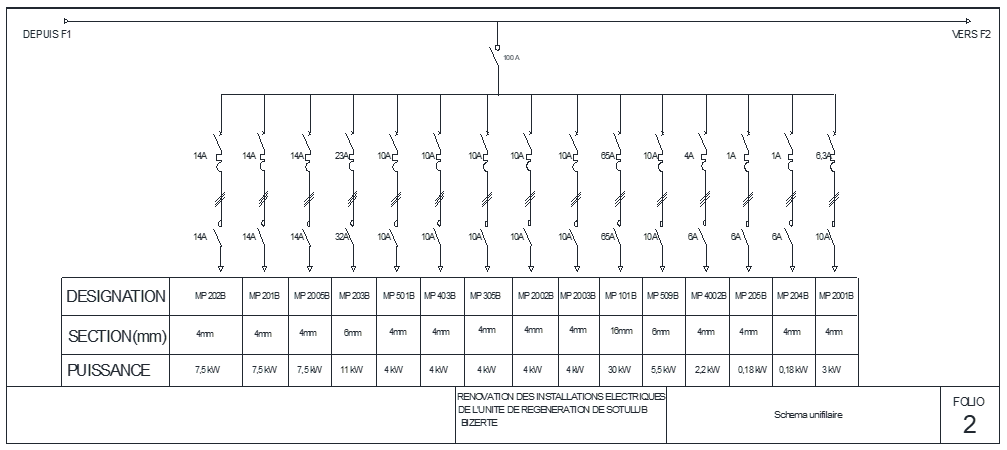 DEPUIS F1 VERS F2
100 A
14A 14A 14A 23A 10A 10A 10A 10A 10A 65A 10A 4A 1A 1A 6,3A
14A 14A 14A 32A 10A 10A 10A 10A 10A 65A 10A 6A 6A 6A 10A
DESIGNATION MP 202B MP 201B MP 2005B MP 203B MP 501B MP 403B MP 305B MP 2002B MP 2003B MP 101B MP 509B MP 4002B MP 205B MP 204B MP 2001B
SECTION(mm) 4mm 4mm 4mm 6mm 4mm 4mm 4mm 4mm 4mm 16mm 6mm 4mm 4mm 4mm 4mm
PUISSANCE 7,5 kW 7,5 kW 7,5 kW 11 kW 4 kW 4 kW 4 kW 4 kW 4 kW 30 kW 5,5 kW 2,2 kW 0,18 kW 0,18 kW 3 kW
RENOVATION DES INSTALLATIONS ELECTRIQUES
DE L'UNITE DE REGENERATION DE SOTULUB
BIZERTE
Schema unifilaire
FOLIO
2